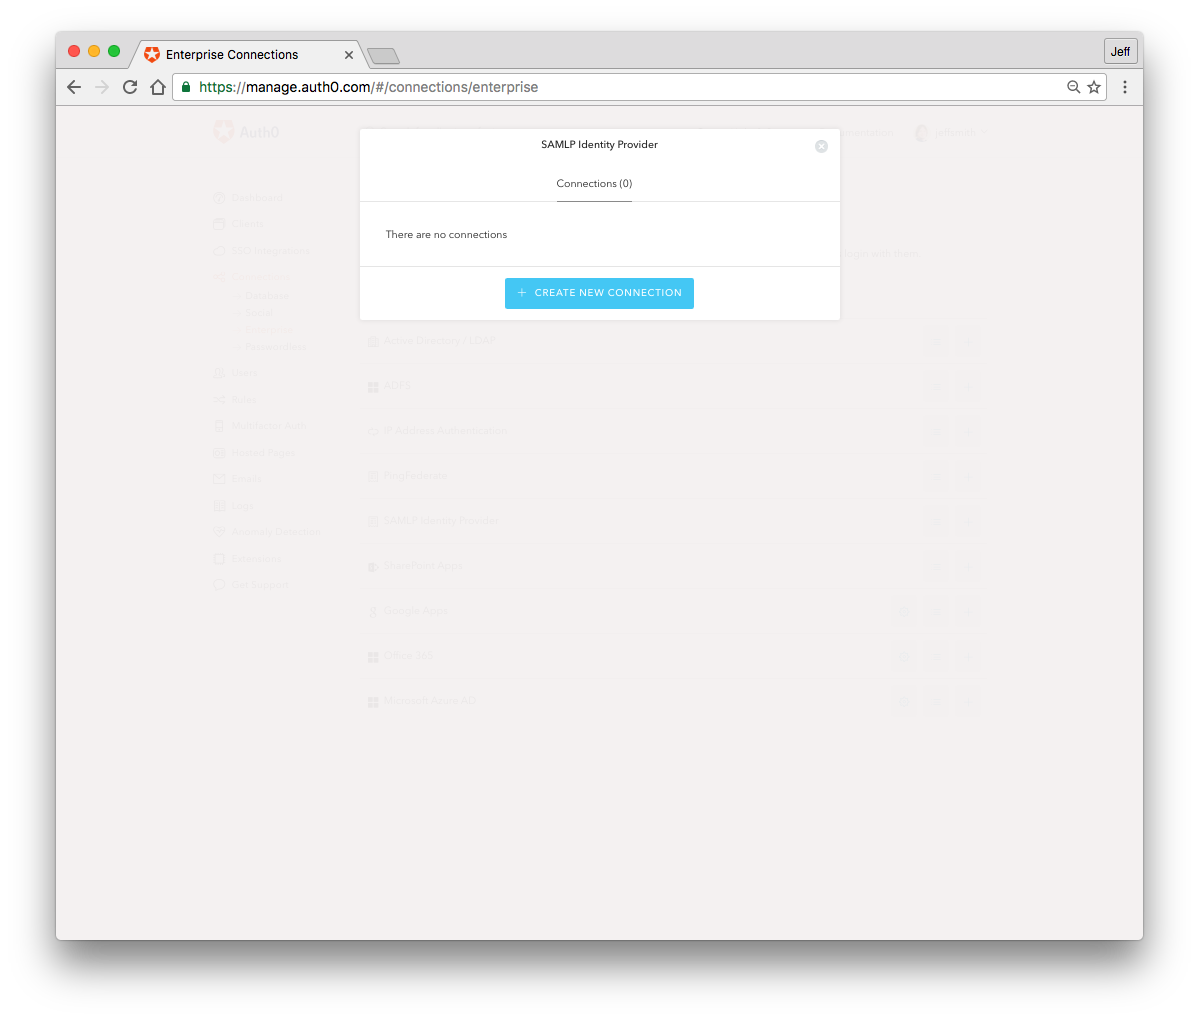 Enterprise Connections
Jeff
https://manage.auth0.com/#/connections/enterprise
Auth0
SAMLP Identity Provider
Connections (0)
There are no connections
+ CREATE NEW CONNECTION
Dashboard
Clients
SSO Integrations
Connections
Database
Social
Enterprise
Passwordless
Users
Rules
Multifactor Auth
Hosted Pages
Emails
Logs
Anomaly Detection
Extensions
Get Support
login with them
Active Directory / LDAP
ADFS
IP Address Authentication
PingFederate
SAMLP Identity Provider
SharePoint Apps
Google Apps
Office 365
Microsoft Azure AD